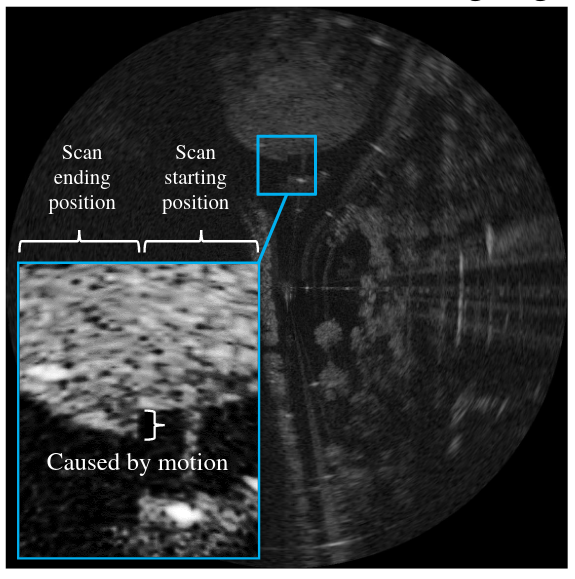 Scan
ending
position
Scan
starting
position
Caused by motion